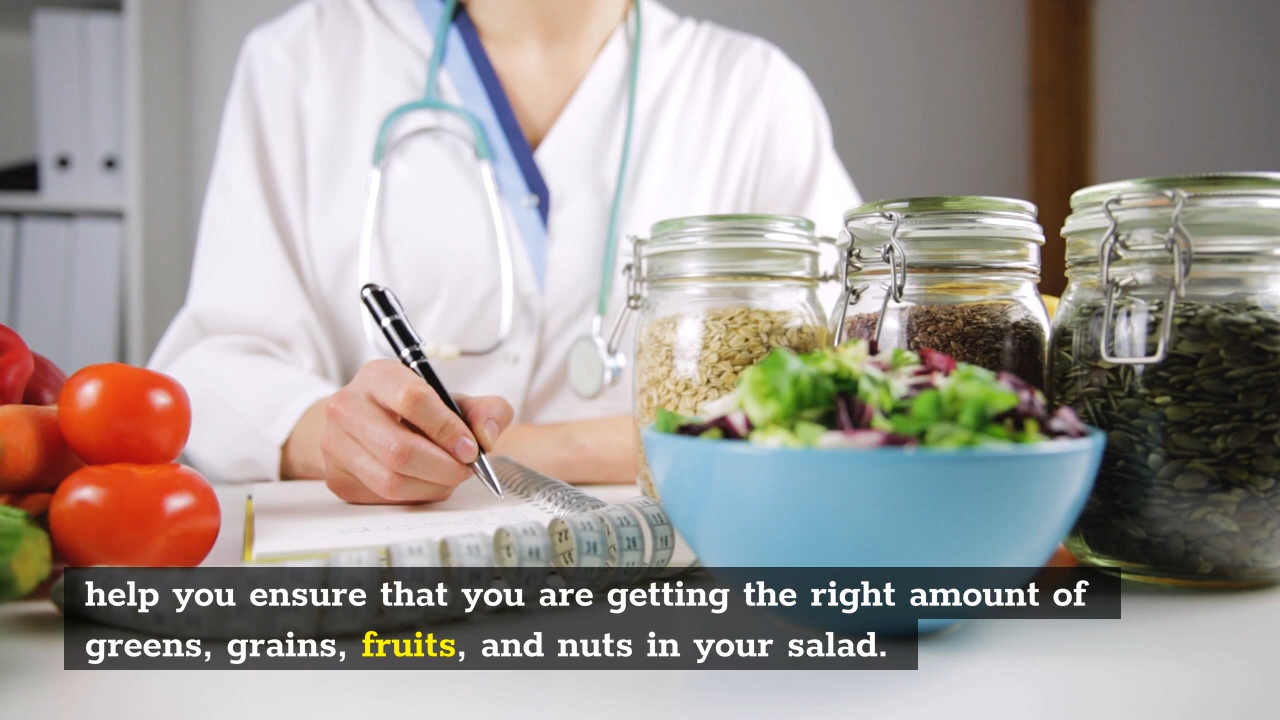 help you ensure that you are getting the right amount of
greens, grains, fruits, and nuts in your salad.